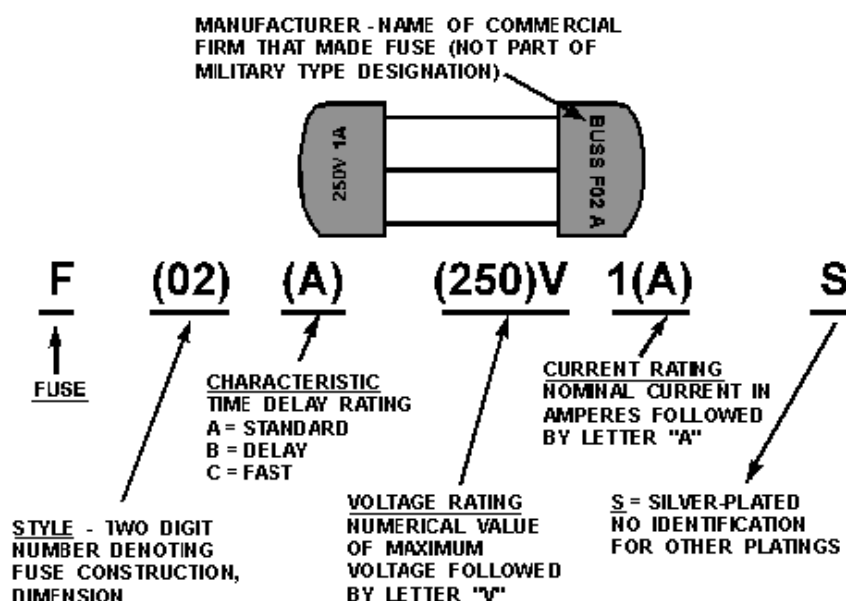 MANUFACTURER - NAME OF COMMERCIAL
FIRM THAT MADE FUSE (NOT PART OF
MILITARY TYPE DESIGNATION)
250V 1A
BUSS F02 A
F (02) (A) (250)V 1(A) S
FUSE
CHARACTERISTIC
TIME DELAY RATING
A = STANDARD
B = DELAY
C = FAST
CURRENT RATING
NOMINAL CURRENT IN
AMPERES FOLLOWED
BY LETTER "A"
STYLE - TWO DIGIT
NUMBER DENOTING
FUSE CONSTRUCTION,
DIMENSION
VOLTAGE RATING
NUMERICAL VALUE
OF MAXIMUM
VOLTAGE FOLLOWED
BY LETTER "V"
S = SILVER-PLATED
NO IDENTIFICATION
FOR OTHER PLATINGS